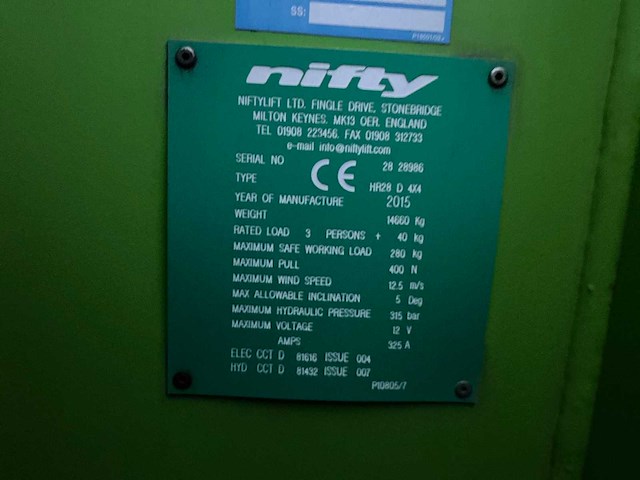 SS:
P19001/02
nifty
NIFTYLIFT LTD. FINGLE DRIVE, STONEBRIDGE
MILTON KEYNES. MK13 OER, ENGLAND
TEL 01908 223456. FAX 01908 312733
e-mail info@niftylift.com
SERIAL NO 28 28986
CE
TYPE HR28 D 4X4
YEAR OF MANUFACTURE 2015
WEIGHT 14660 Kg
RATED LOAD 3 PERSONS + 40 kg
MAXIMUM SAFE WORKING LOAD 280 kg
MAXIMUM PULL 400 N
MAXIMUM WIND SPEED 12.5 m/s
MAX ALLOWABLE INCLINATION 5 Deg
MAXIMUM HYDRAULIC PRESSURE 315 bar
MAXIMUM VOLTAGE 12 V
AMPS 325 A
ELEC CCT D 81616 ISSUE 004
HYD CCT D 81432 ISSUE 007
P10805/7